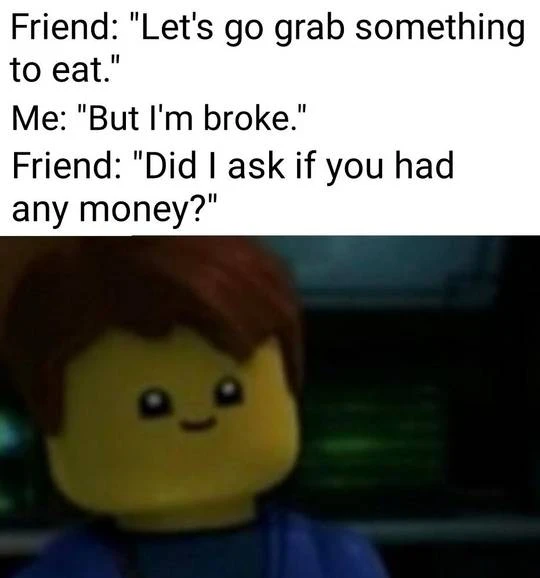 Friend: "Let's go grab something
to eat."
Me: "But I'm broke."
Friend: "Did I ask if you had
any money?"